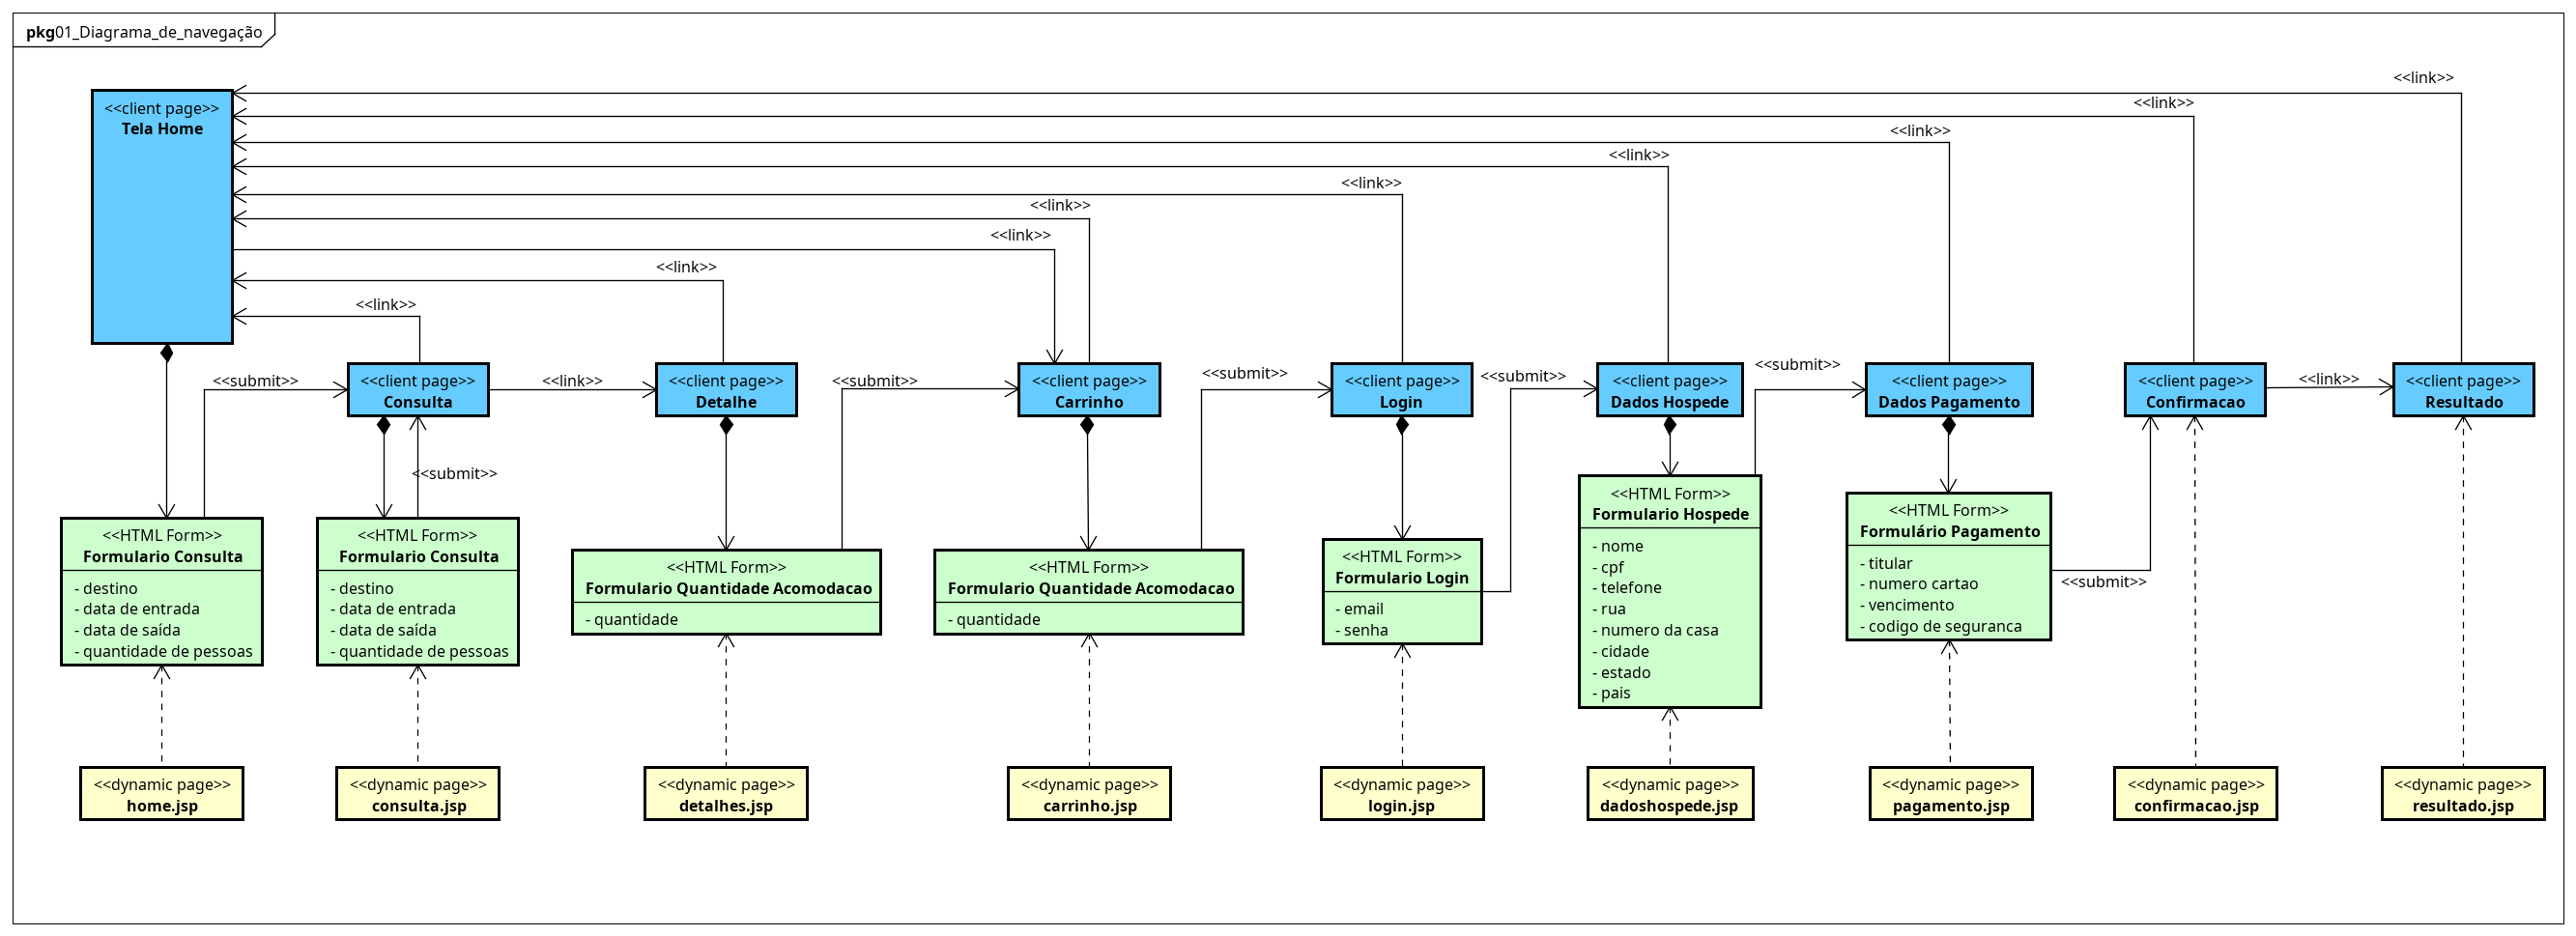 pkg01_Diagrama_de_navegação
<<link>>
<<link>>
<<link>>
<<link>>
<<link>>
<<link>>
<<link>>
<<link>>
<<link>>
<<client page>>
Tela Home
<<submit>>
<<client page>>
Consulta
<<link>>
<<client page>>
Detalhe
<<submit>>
<<client page>>
Carrinho
<<submit>>
<<client page>>
Login
<<submit>>
<<client page>>
Dados Hospede
<<submit>>
<<client page>>
Dados Pagamento
<<client page>>
Confirmacao
<<link>>
<<client page>>
Resultado
<<submit>>
<<HTML Form>>
Formulario Consulta
- destino
- data de entrada
- data de saída
- quantidade de pessoas
<<HTML Form>>
Formulario Consulta
- destino
- data de entrada
- data de saída
- quantidade de pessoas
<<HTML Form>>
Formulario Quantidade Acomodacao
- quantidade
<<HTML Form>>
Formulario Quantidade Acomodacao
- quantidade
<<HTML Form>>
Formulario Login
- email
- senha
<<HTML Form>>
Formulario Hospede
- nome
- cpf
- telefone
- rua
- numero da casa
- cidade
- estado
- pais
<<HTML Form>>
Formulário Pagamento
- titular
- numero cartao
- vencimento
- codigo de seguranca
<<submit>>
<<dynamic page>>
home.jsp
<<dynamic page>>
consulta.jsp
<<dynamic page>>
detalhes.jsp
<<dynamic page>>
carrinho.jsp
<<dynamic page>>
login.jsp
<<dynamic page>>
dadoshospede.jsp
<<dynamic page>>
pagamento.jsp
<<dynamic page>>
confirmacao.jsp
<<dynamic page>>
resultado.jsp